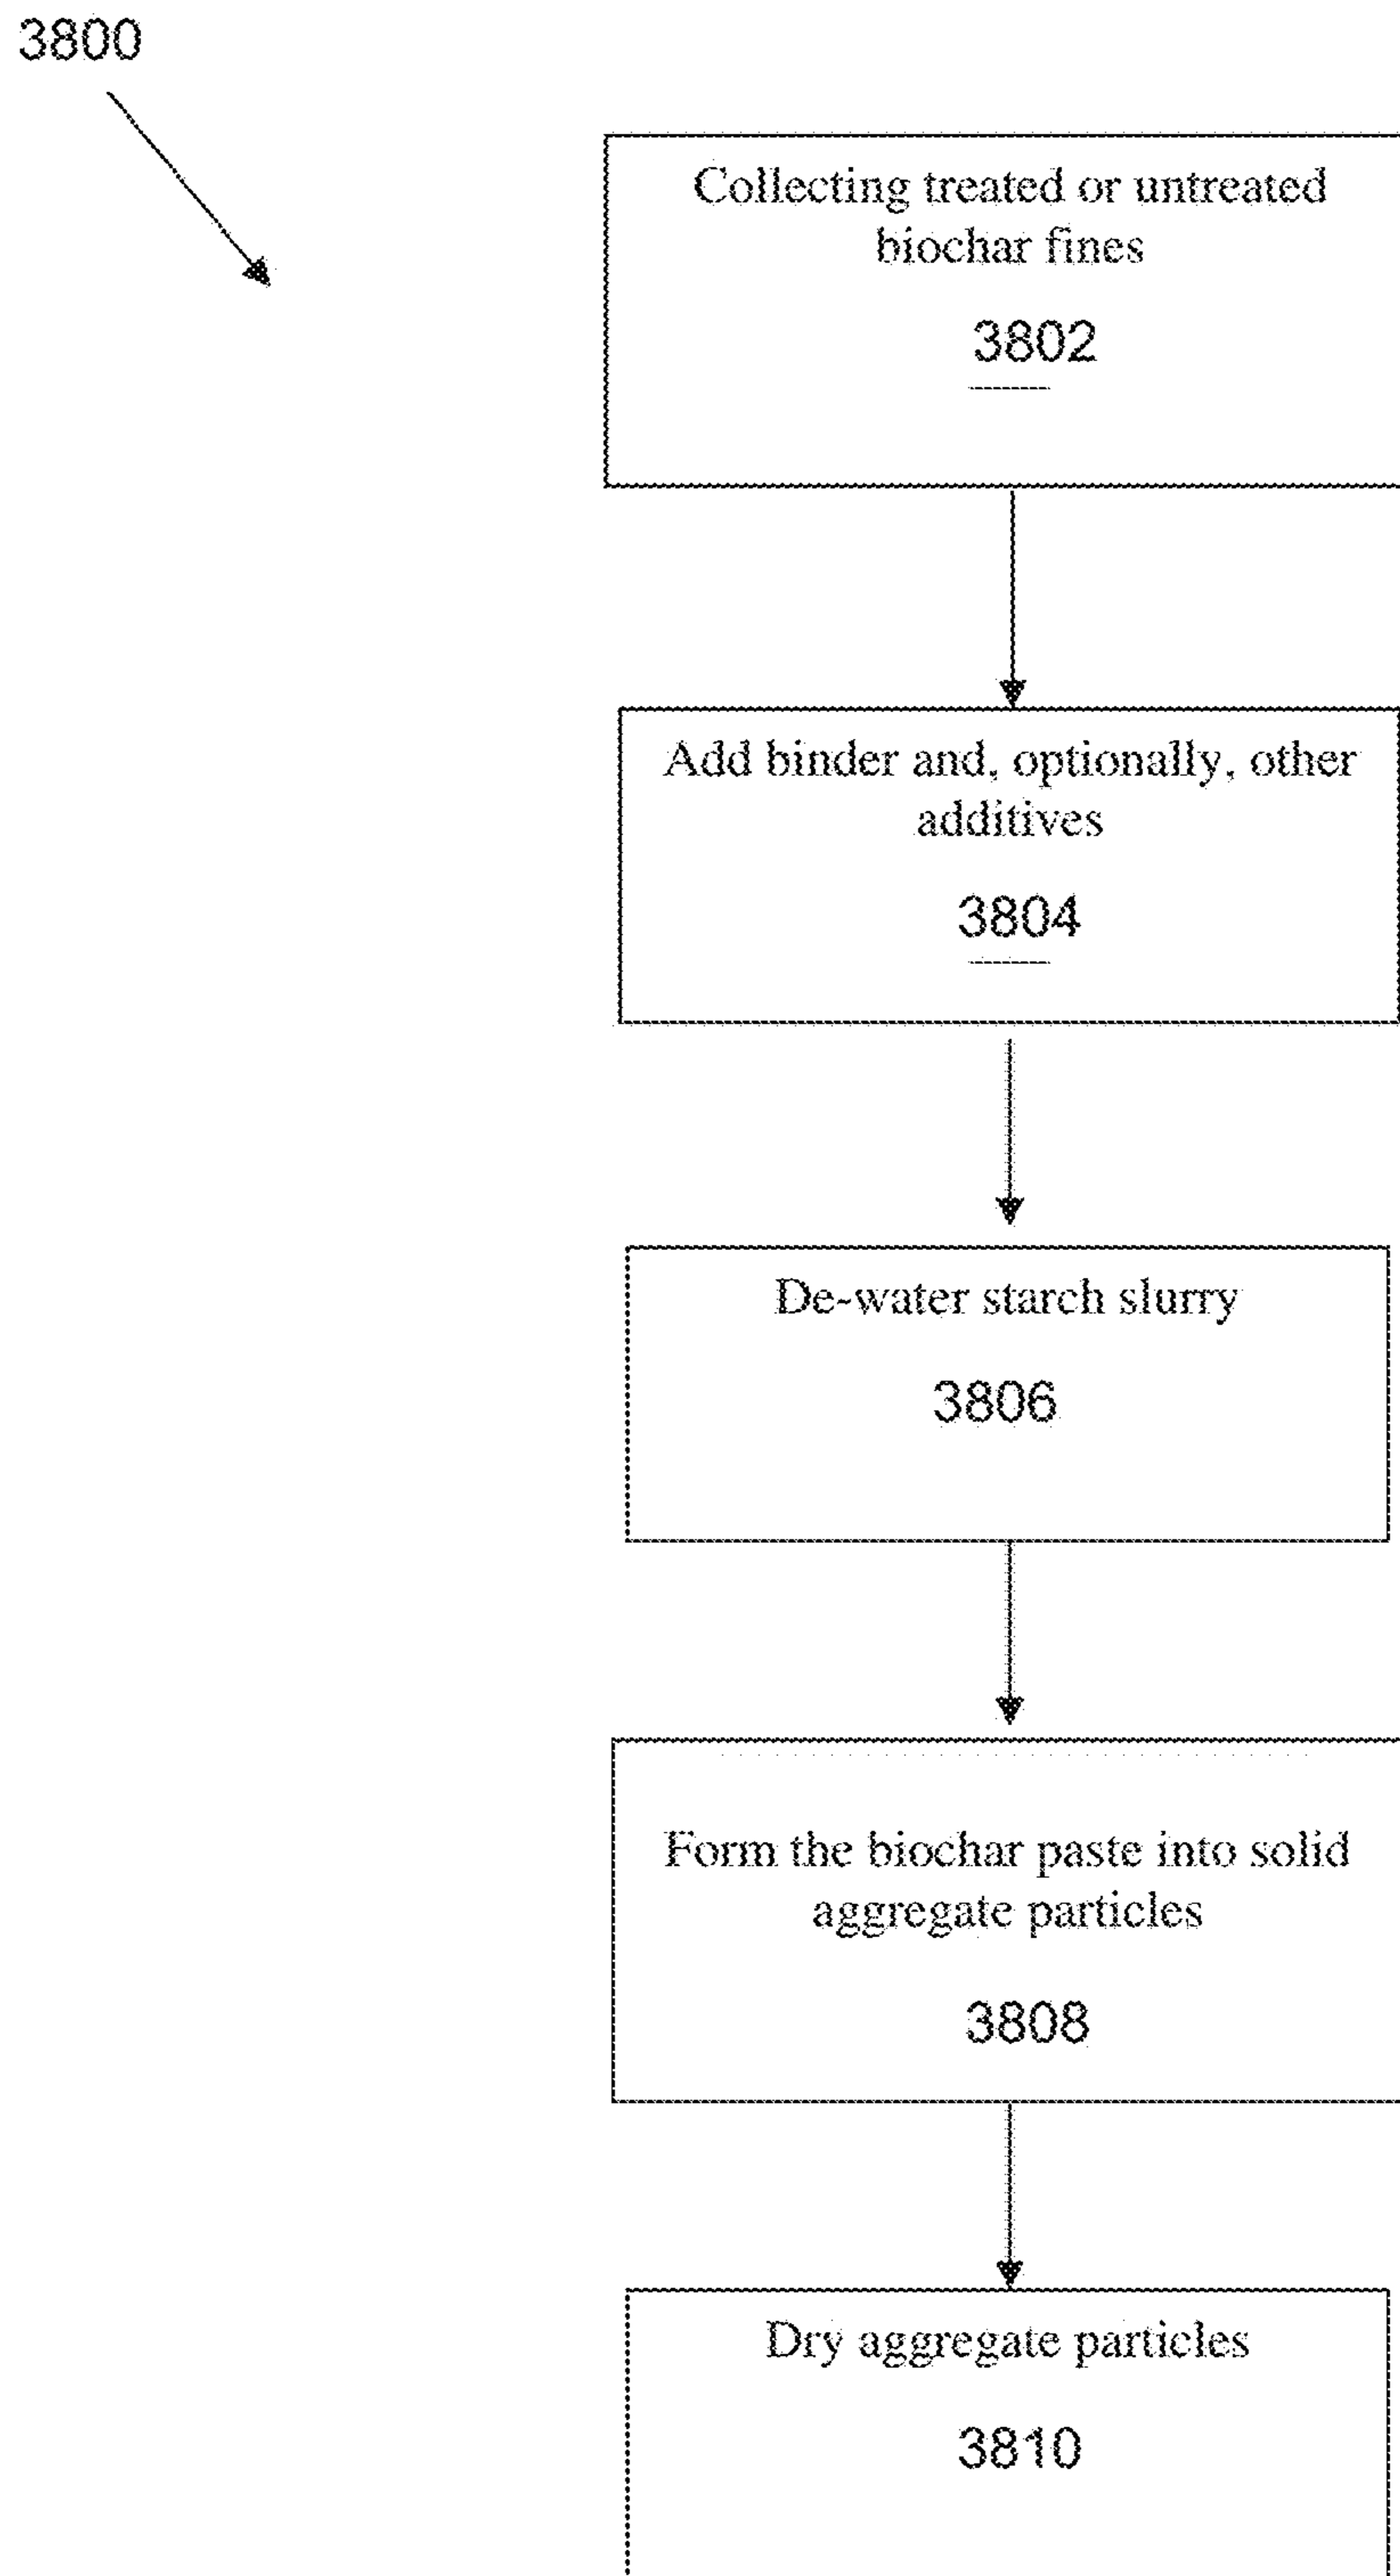 3800
Collecting treated or untreated
biochar fines
3802
Add binder and, optionally, other
additives
3804
De-water starch slurry
3806
Form the biochar paste into solid
aggregate particles
3808
Dry aggregate particles
3810